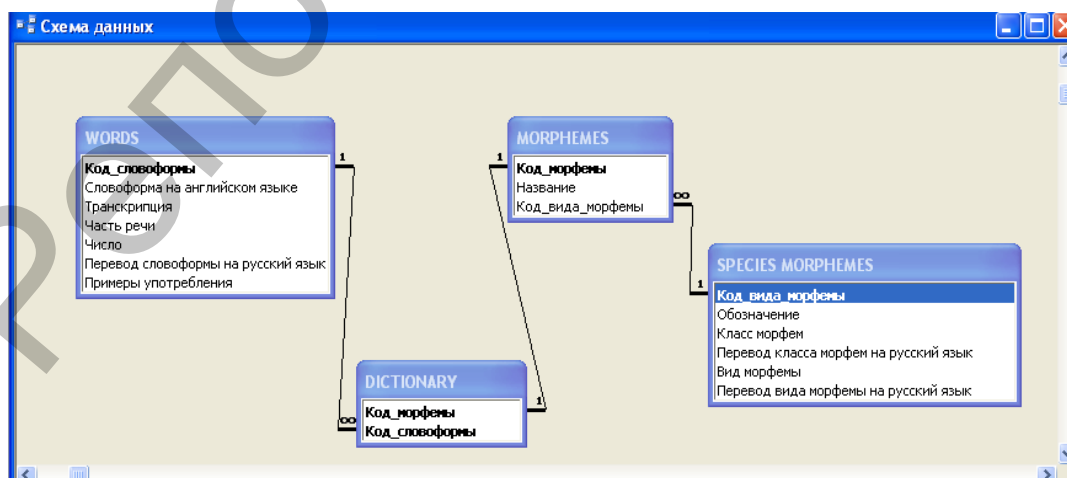 Схема данных
WORDS
Код_словоформы
Словоформа на английском языке
Транскрипция
Часть речи
Число
Перевод словоформы на русский язык
Примеры употребления
1
∞
DICTIONARY
Код_морфемы
Код_словоформы
1
1
MORPHEMES
Код_морфемы
Название
Код_вида_морфемы
∞
1
SPECIES MORPHEMES
Код_вида_морфемы
Обозначение
Класс морфем
Перевод класса морфем на русский язык
Вид морфемы
Перевод вида морфемы на русский язык
Репо